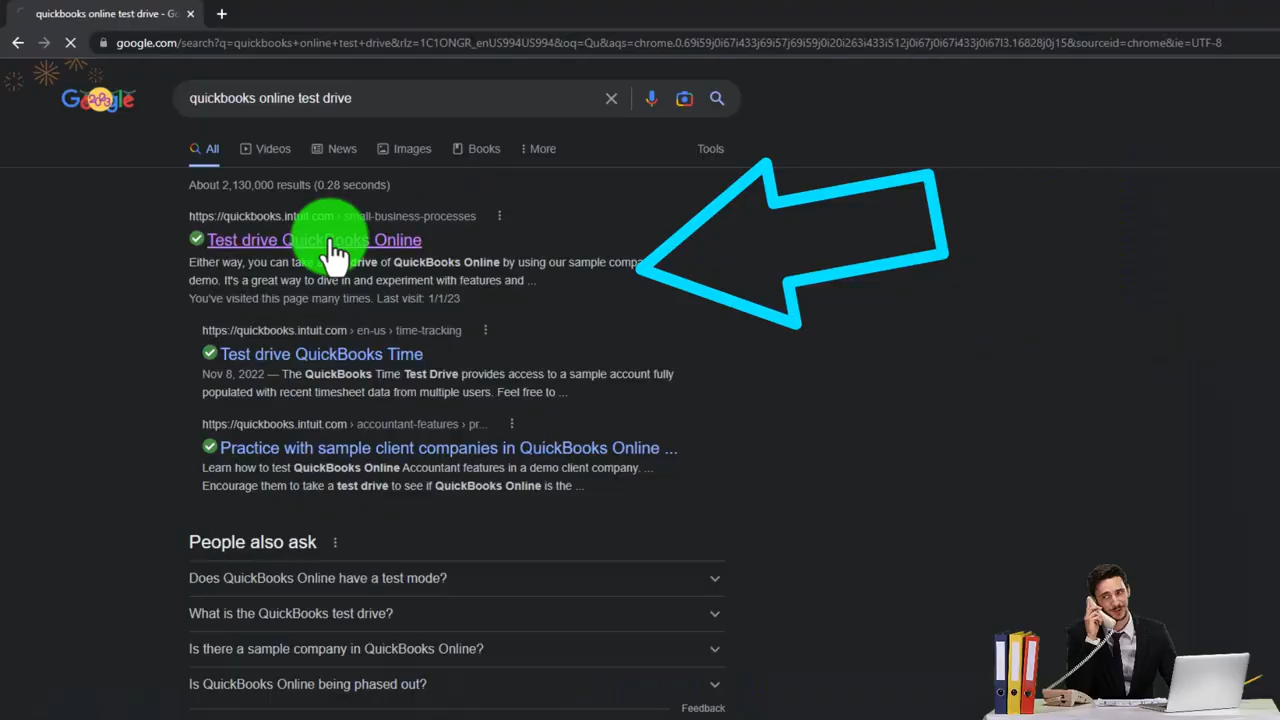 quickbooks online test drive - Go
google.com/search?q=quickbooks+online+test+drive&rlz=1C1ONGR_enUS994US994&oq=Qu&aqs=chrome.0.69i59j0i67i433j69i57j69i59j0i20i263i433i512j0i67j0i67i433j0i67l3.16828j0j15&sourceid=chrome&ie=UTF-8
Google
2023
quickbooks online test drive
All
Videos
News
Images
Books
More
Tools
About 2,130,000 results (0.28 seconds)
https://quickbooks.intuit.com › small-business-processes
Test drive QuickBooks Online
Either way, you can take drive of QuickBooks Online by using our sample compa
demo. It's a great way to dive in and experiment with features and ...
You've visited this page many times. Last visit: 1/1/23
https://quickbooks.intuit.com › en-us › time-tracking
Test drive QuickBooks Time
Nov 8, 2022 — The QuickBooks Time Test Drive provides access to a sample account fully
populated with recent timesheet data from multiple users. Feel free to ...
https://quickbooks.intuit.com › accountant-features › pr...
Practice with sample client companies in QuickBooks Online ...
Learn how to test QuickBooks Online Accountant features in a demo client company. ...
Encourage them to take a test drive to see if QuickBooks Online is the ...
People also ask
Does QuickBooks Online have a test mode?
What is the QuickBooks test drive?
Is there a sample company in QuickBooks Online?
Is QuickBooks Online being phased out?
Feedback